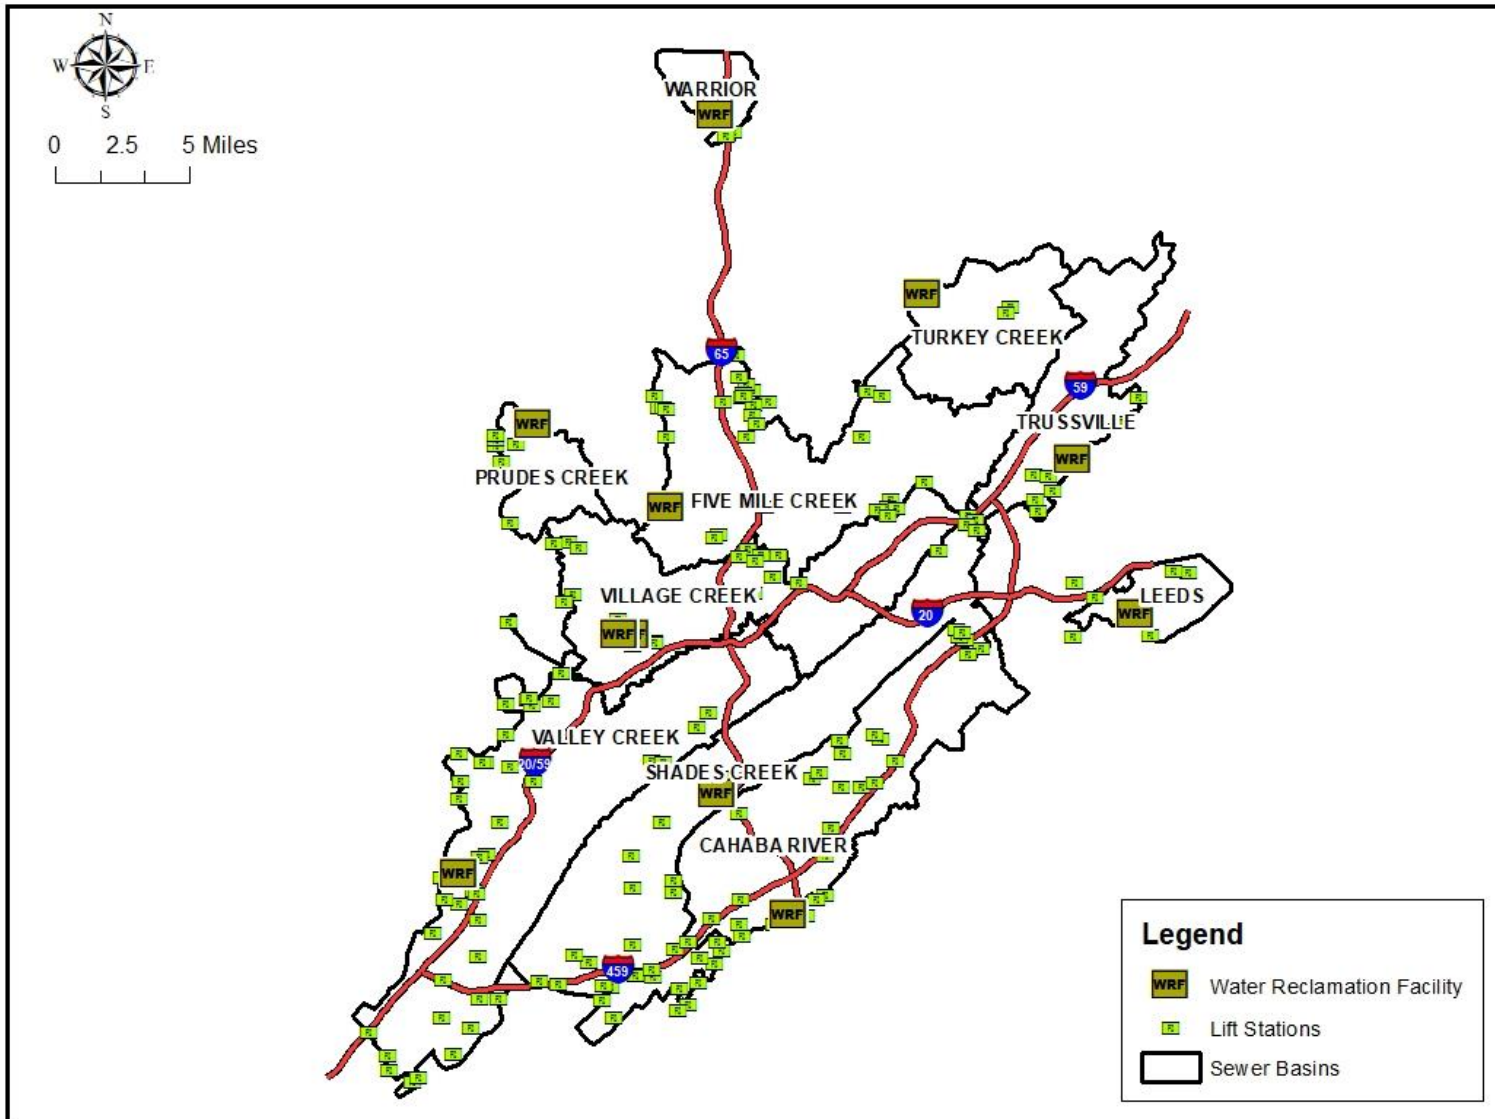 N
W E
S
0 2.5 5 Miles
WARRIOR
WRF
WRF
TURKEY CREEK
65
59
TRUSSVILLE
WRF
WRF
PRUDES CREEK
WRF
FIVE MILE CREEK
VILLAGE CREEK
LEEDS
20
WRF
WRF
VALLEY CREEK
20/59
SHADES CREEK
WRF
CAHABA RIVER
WRF
WRF
459
Legend
WRF Water Reclamation Facility
Lift Stations
Sewer Basins